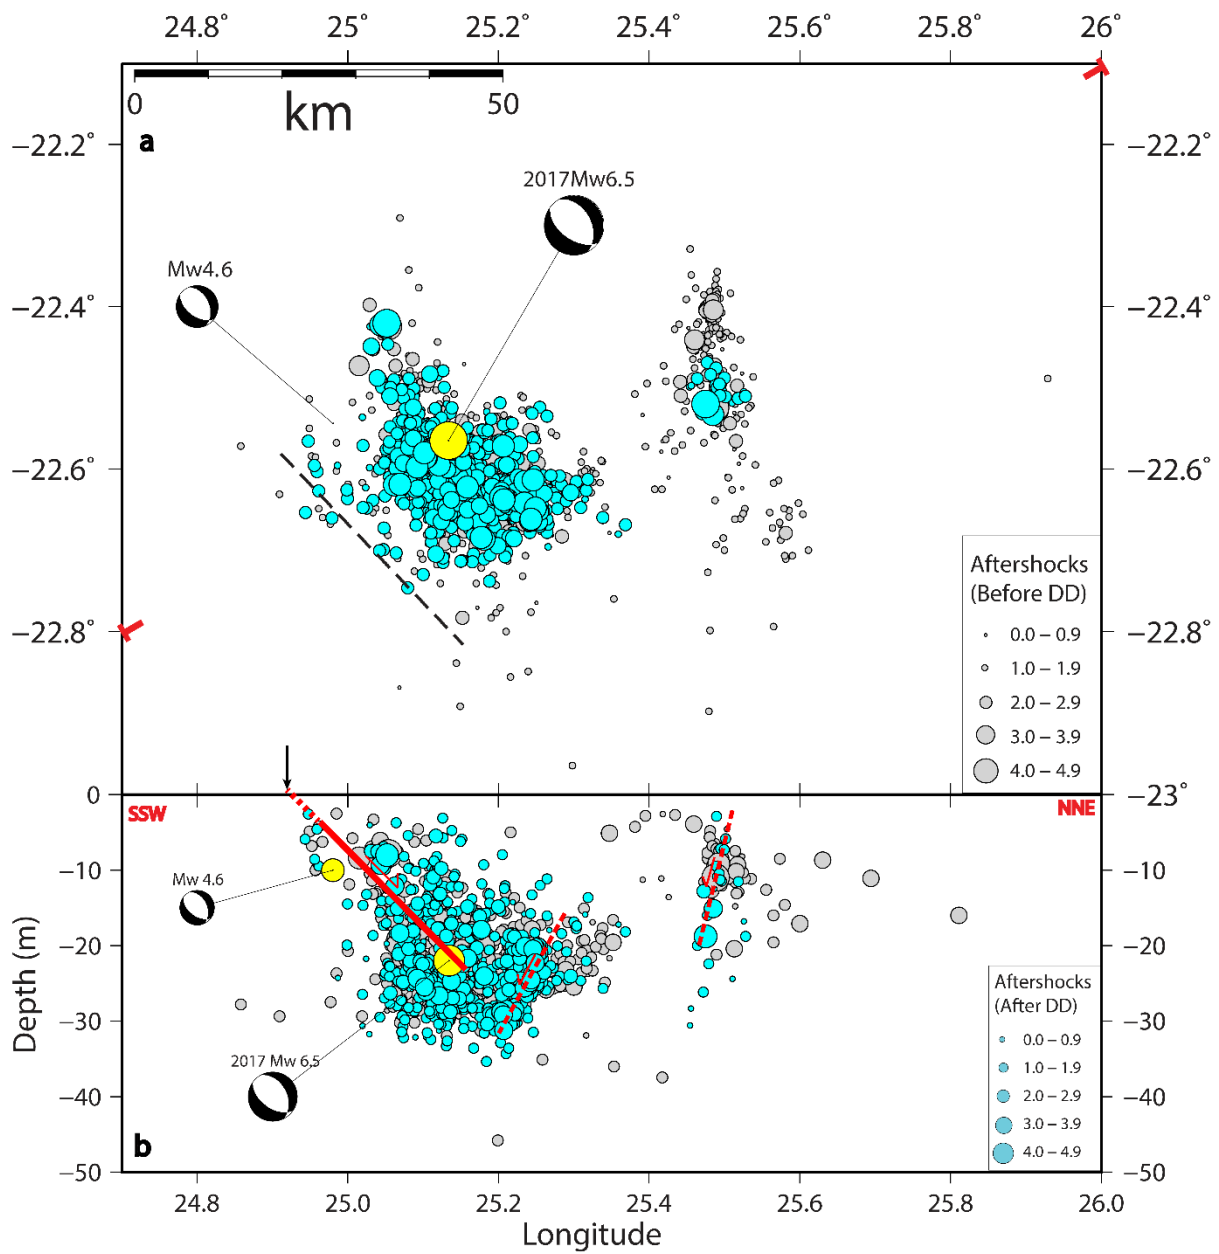 24.8° 25° 25.2° 25.4° 25.6° 25.8° 26°
0 50
km
a
−22.2° −22.2°
2017Mw6.5
Mw4.6
−22.4° −22.4°
−22.6° −22.6°
Aftershocks
(Before DD)
0.0 – 0.9
1.0 – 1.9
2.0 – 2.9
3.0 – 3.9
4.0 – 4.9
−22.8° −22.8°
0 −23°
SSW NNE
−10 −10
Mw 4.6
−20 −20
Depth (m)
Aftershocks
(After DD)
0.0 – 0.9
1.0 – 1.9
2.0 – 2.9
3.0 – 3.9
4.0 – 4.9
−30 −30
2017 Mw 6.5
−40 −40
b
−50 −50
24.8 25.0 25.2 25.4 25.6 25.8 26.0
Longitude